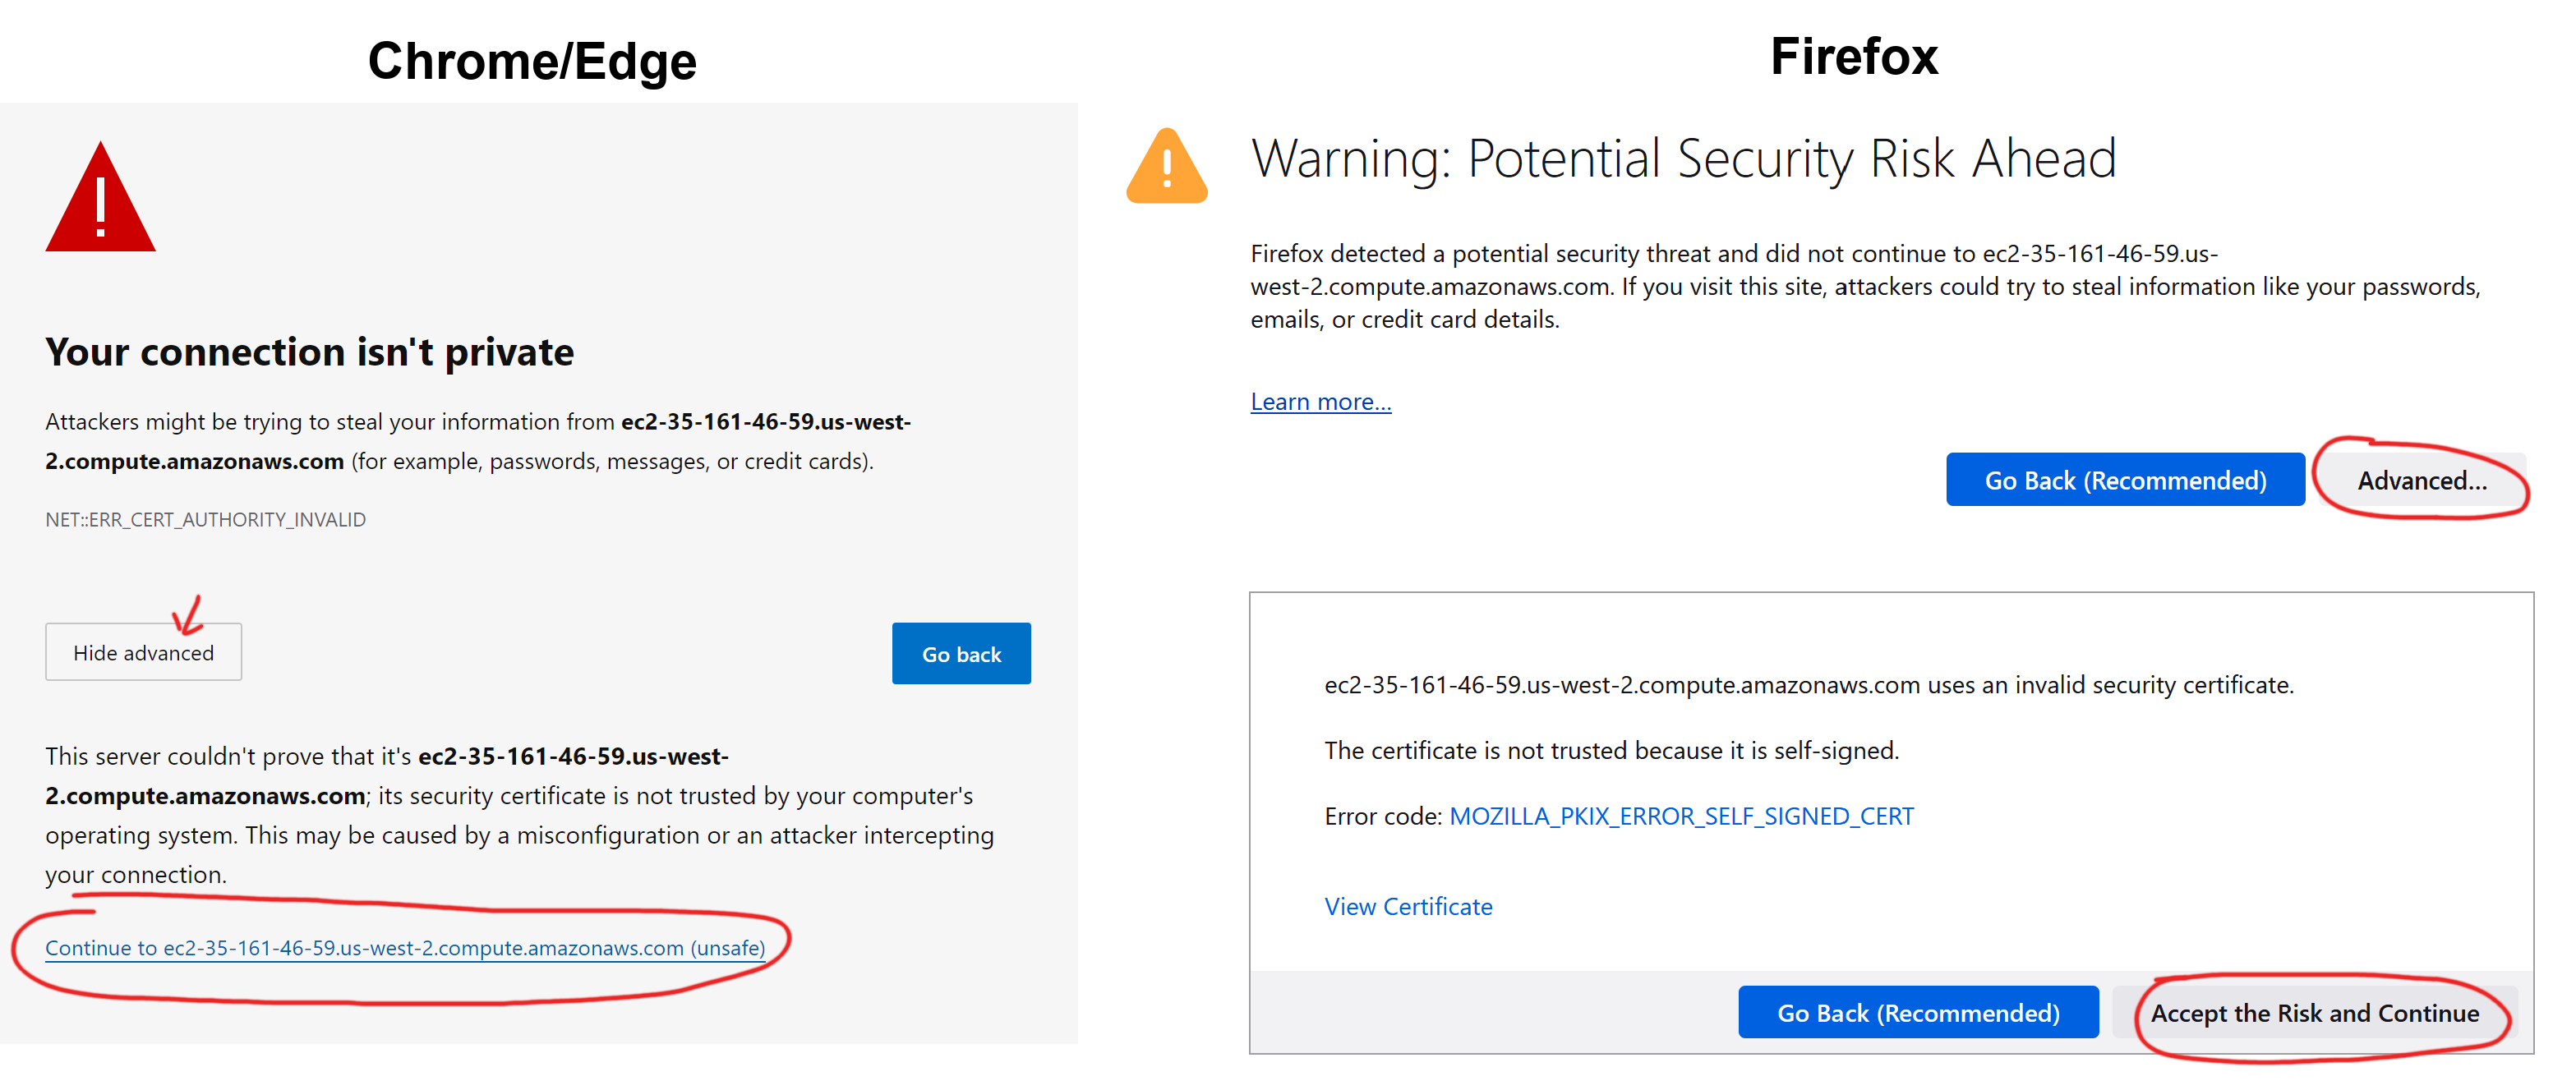 Chrome/Edge
!
Your connection isn't private
Attackers might be trying to steal your information from ec2-35-161-46-59.us-west-
2.compute.amazonaws.com (for example, passwords, messages, or credit cards).
NET::ERR_CERT_AUTHORITY_INVALID
Hide advanced
Go back
This server couldn't prove that it's ec2-35-161-46-59.us-west-
2.compute.amazonaws.com; its security certificate is not trusted by your computer's
operating system. This may be caused by a misconfiguration or an attacker intercepting
your connection.
Continue to ec2-35-161-46-59.us-west-2.compute.amazonaws.com (unsafe)
Firefox
!
Warning: Potential Security Risk Ahead
Firefox detected a potential security threat and did not continue to ec2-35-161-46-59.us-
west-2.compute.amazonaws.com. If you visit this site, attackers could try to steal information like your passwords,
emails, or credit card details.
Learn more...
Go Back (Recommended)
Advanced...
ec2-35-161-46-59.us-west-2.compute.amazonaws.com uses an invalid security certificate.
The certificate is not trusted because it is self-signed.
Error code: MOZILLA_PKIX_ERROR_SELF_SIGNED_CERT
View Certificate
Go Back (Recommended)
Accept the Risk and Continue